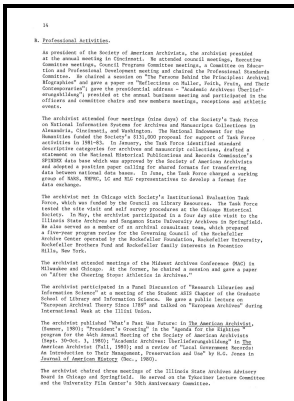 14
B. Professional Activities.
As president of the Society of American Archivists, the archivist presided
at the annual meeting in Cincinnati. He attended council meetings, Executive
Committee meetings, Council Programs Committee meetings, a Committee on Educa-
tion and Professional Development meeting and chaired the Professional Standards
Committee. He chaired a session on "The Persons Behind the Principles: Archival
Biographies" and gave a paper on "Reflections on Muller, Feith, Fruin, and Their
Contemporaries"; gave the presidential address - "Academic Archives: Überlief-
erungsbildung"; presided at the annual business meeting and participated in the
officers and committee chairs and new members meetings, receptions and athletic
events.
The archivist attended four meetings (nine days) of the Society's Task Force
on National Information Systems for Archives and Manuscripts Collections in
Alexandria, Cincinnati, and Washington. The National Endowment for the
Humanities funded the Society's $131,000 proposal for support of Task Force
activities in 1981-83. In January, the Task Force identified standard
descriptive categories for archives and manuscript collections, drafted a
statement on the National Historical Publications and Records Commission's
SPINDEX data base which was approved by the Society of American Archivists
and adopted a position paper calling for shared formats for transferring
data between national data bases. In June, the Task Force charged a working
group of NARS, NHPRC, LC and RLG representatives to develop a format for
data exchange.
The archivist met in Chicago with Society's Institutional Evaluation Task
Force, which was funded by the Council on Library Resources. The Task Force
tested the site visit and self survey procedures at the Chicago Historical
Society. In May, the archivist participated in a four day site visit to the
Illinois State Archives and Sangamon State University Archives in Springfield.
He also served as a member of an archival consultant team, which prepared
a five-year program review for the Governing Council of the Rockefeller
Archive Center operated by the Rockefeller Foundation, Rockefeller University,
Rockefeller Brothers Fund and Rockefeller family interests in Pocantico
Hills, New York.
The archivist attended meetings of the Midwest Archives Conference (MAC) in
Milwaukee and Chicago. At the former, he chaired a session and gave a paper
on "After the Cheering Stops: Athletics in Archives."
The archivist participated in a Panel Discussion of "Research Libraries and
Information Science" at a meeting of the Student ASIS Chapter of the Graduate
School of Library and Information Science. He gave a public lecture on
"European Archival Theory Since 1889" and talked on "European Archives" during
International Week at the Illini Union.
The archivist published "What's Past Was Future: in The American Archivist
(Summer, 1980); "President's Greeting" in the "Agenda for the Eighties"
program for the 44th Annual Meeting of the Society of American Archivists
(Sept. 30-Oct. 3, 1980); "Academic Archives: Überlieferungsbildung" in The
American Archivist (Fall, 1980); and a review of "Local Government Records:
An Introduction to Their Management, Preservation and Use" by H.G. Jones in
Journal of American History (Dec., 1980).
The archivist chaired three meetings of the Illinois State Archives Advisory
Board in Chicago and Springfield. He served on the Tykociner Lecture Committee
and the University Film Center's 50th Anniversary Committee.